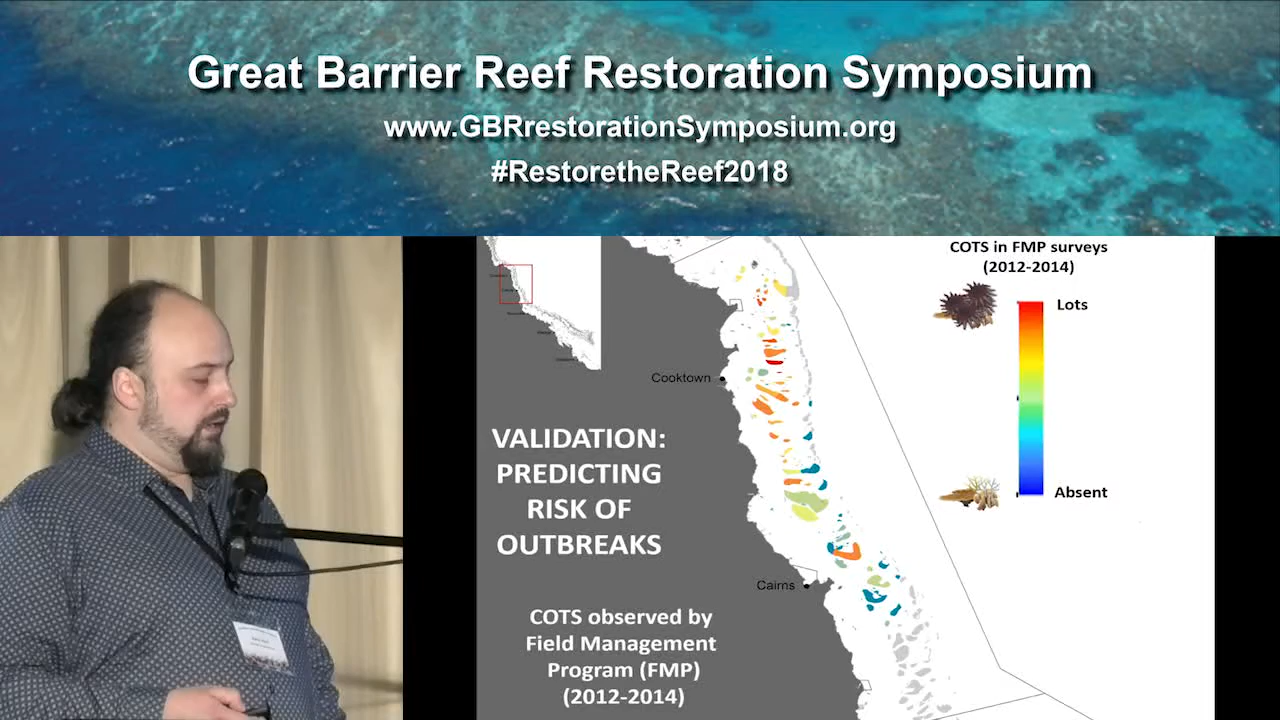 Great Barrier Reef Restoration Symposium
www.GBRrestorationSymposium.org
#RestoretheReef2018
COTS in FMP surveys
(2012-2014)
Lots
Absent
Cooktown
Cairns
VALIDATION:
PREDICTING
RISK OF
OUTBREAKS
COTS observed by
Field Management
Program (FMP)
(2012-2014)